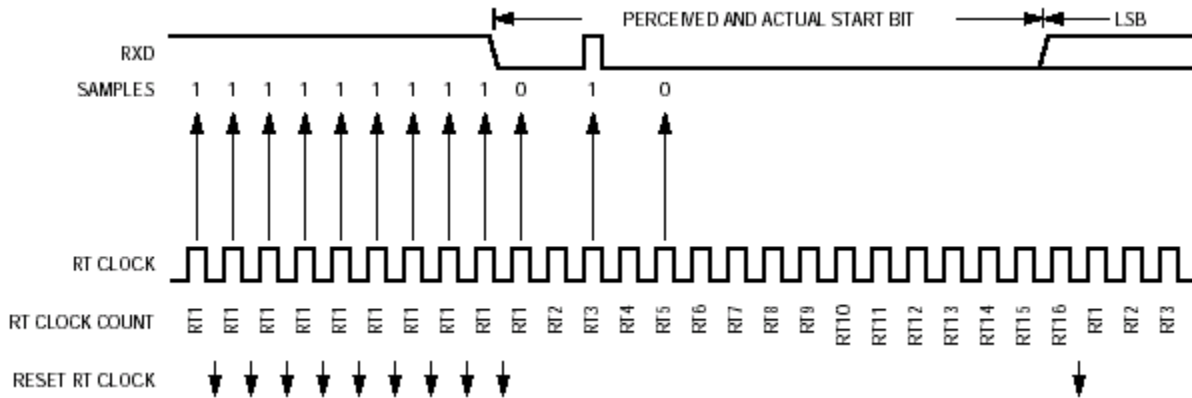 PERCEIVED AND ACTUAL START BIT LSB
RXD
SAMPLES 1 1 1 1 1 1 1 1 1 0 1 0
RT CLOCK
RT CLOCK COUNT RT1 RT1 RT1 RT1 RT1 RT1 RT1 RT1 RT1 RT1 RT2 RT3 RT4 RT5 RT6 RT7 RT8 RT9 RT10 RT11 RT12 RT13 RT14 RT15 RT16 RT1 RT2 RT3
RESET RT CLOCK